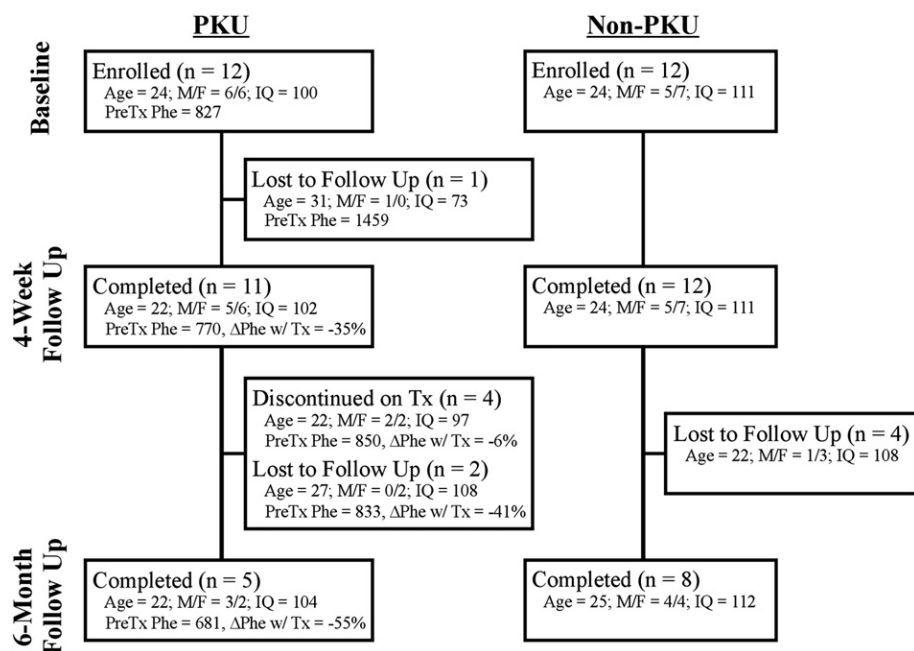 PKU
Non-PKU
Baseline
Enrolled (n = 12)
Age = 24; M/F = 6/6; IQ = 100
PreTx Phe = 827
Enrolled (n = 12)
Age = 24; M/F = 5/7; IQ = 111
Lost to Follow Up (n = 1)
Age = 31; M/F = 1/0; IQ = 73
PreTx Phe = 1459
4-Week
Follow Up
Completed (n = 11)
Age = 22; M/F = 5/6; IQ = 102
PreTx Phe = 770, ΔPhe w/ Tx = -35%
Completed (n = 12)
Age = 24; M/F = 5/7; IQ = 111
Discontinued on Tx (n = 4)
Age = 22; M/F = 2/2; IQ = 97
PreTx Phe = 850, ΔPhe w/ Tx = -6%
Lost to Follow Up (n = 2)
Age = 27; M/F = 0/2; IQ = 108
PreTx Phe = 833, ΔPhe w/ Tx = -41%
Lost to Follow Up (n = 4)
Age = 22; M/F = 1/3; IQ = 108
6-Month
Follow Up
Completed (n = 5)
Age = 22; M/F = 3/2; IQ = 104
PreTx Phe = 681, ΔPhe w/ Tx = -55%
Completed (n = 8)
Age = 25; M/F = 4/4; IQ = 112